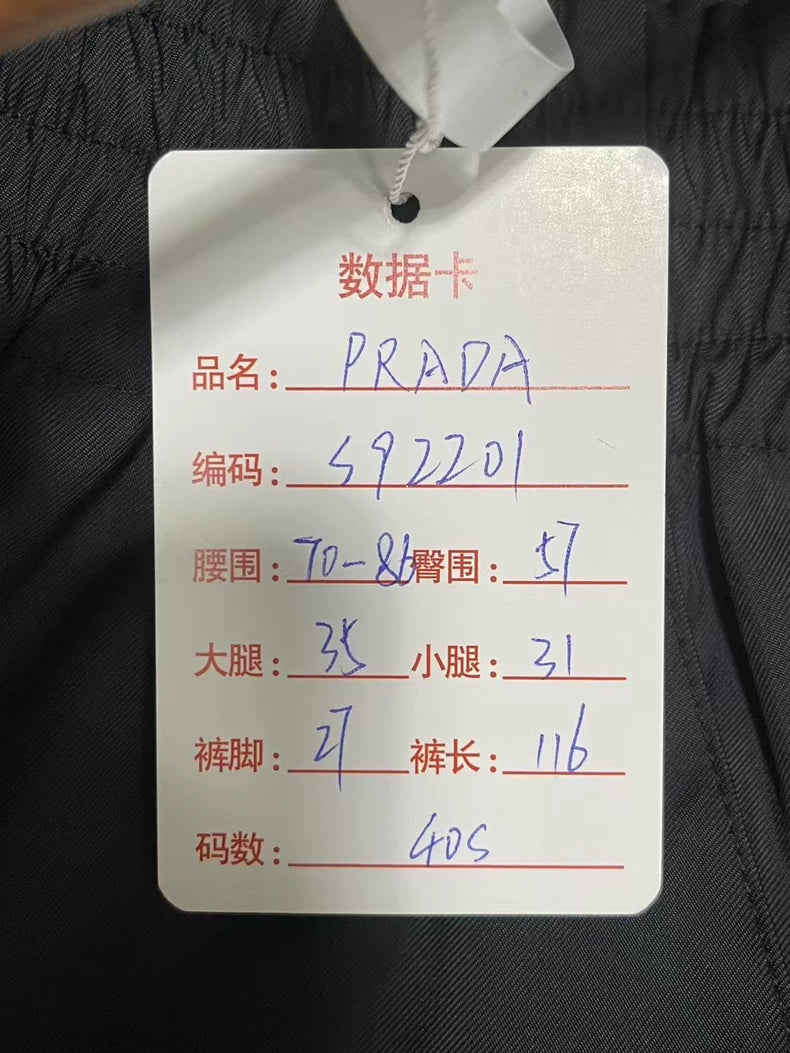 数据卡
品名: PRADA
编码: S92201
腰围: 70-86 臀围: 57
大腿: 35 小腿: 31
裤脚: 27 裤长: 116
码数: 40S